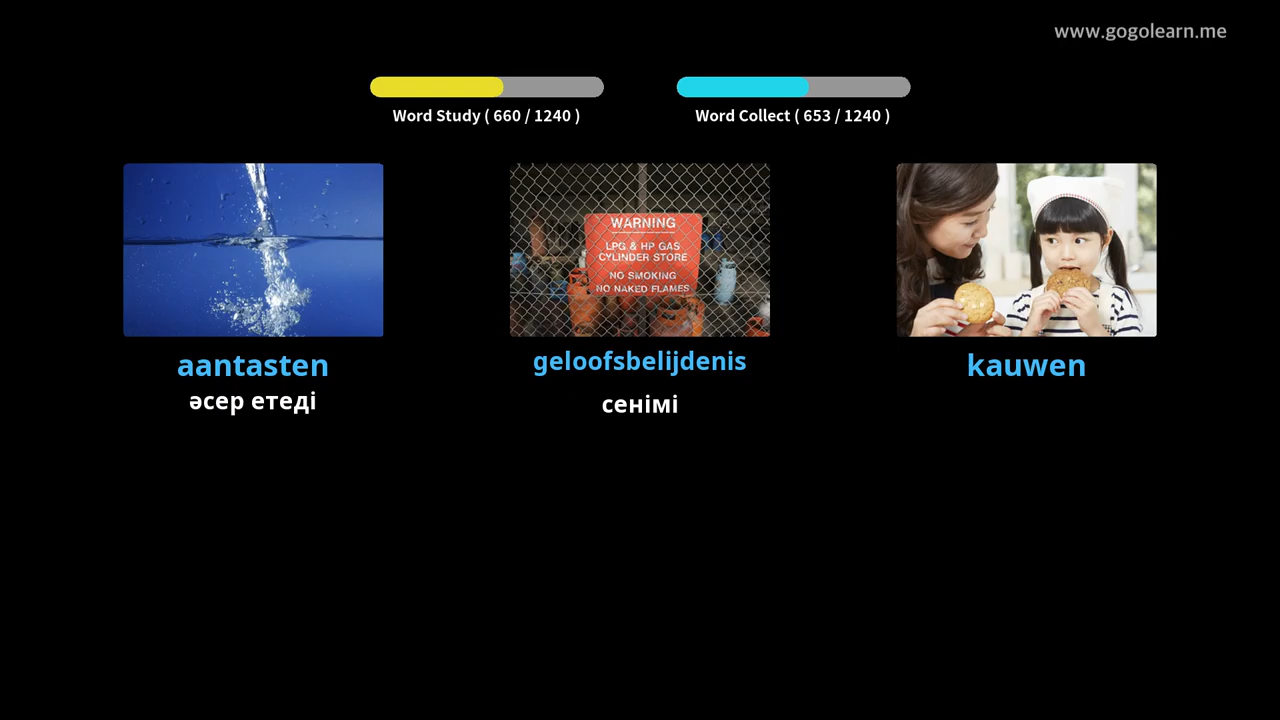 www.gogolearn.me
Word Study ( 660 / 1240 )
Word Collect ( 653 / 1240 )
WARNING
LPG & HP GAS
CYLINDER STORE
NO SMOKING
NO NAKED FLAMES
aantasten
әсер етеді
geloofsbelijdenis
сенімі
kauwen